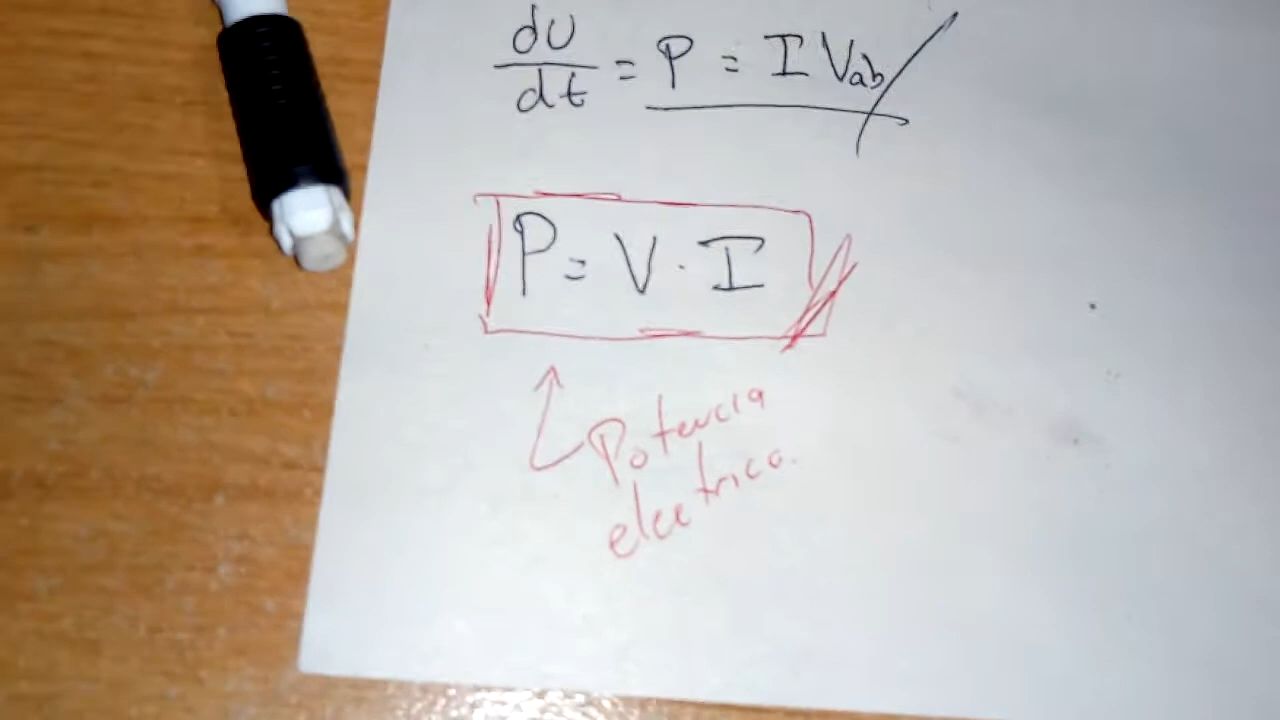 dU/dt = P = I Vab
P = V · I
Potencia
electrica.